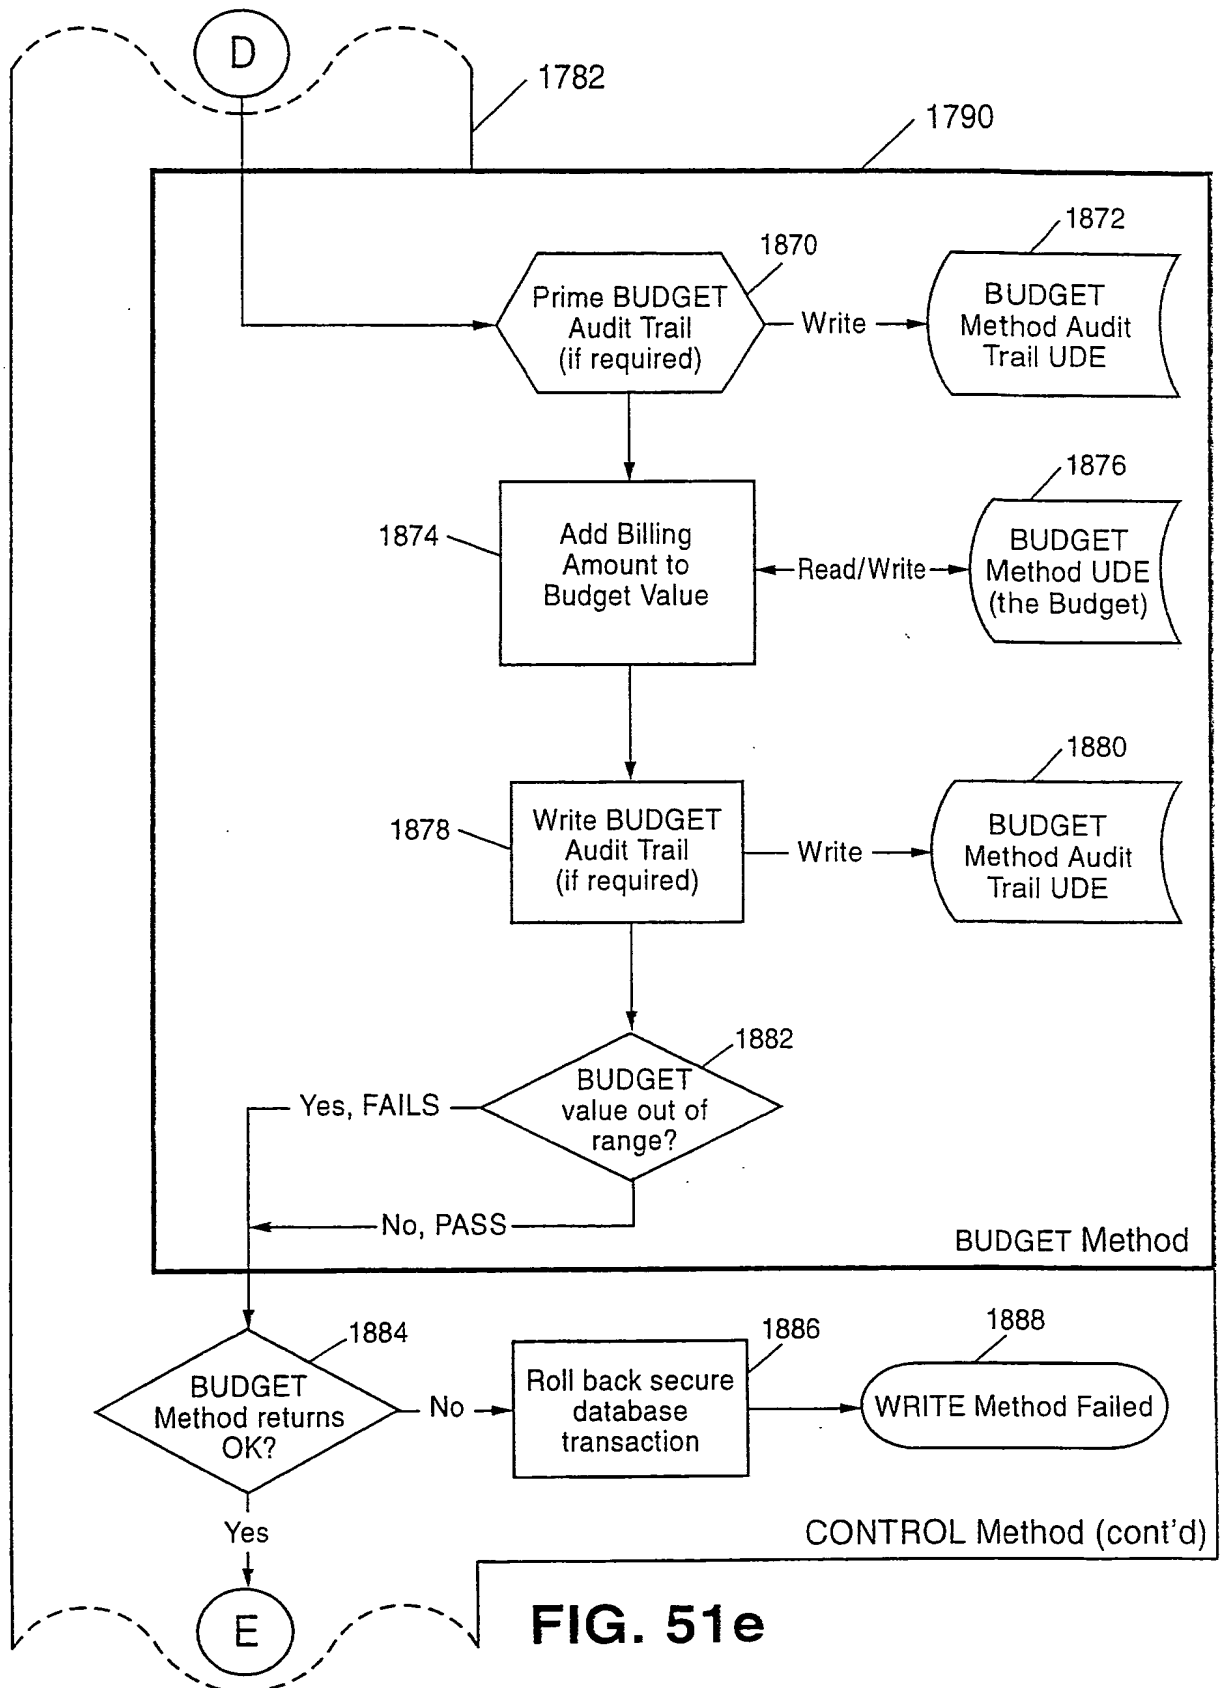 D
1782
1790
1870
1872
Prime BUDGET
Audit Trail
(if required)
Write
BUDGET
Method Audit
Trail UDE
1874
Add Billing
Amount to
Budget Value
Read/Write
1876
BUDGET
Method UDE
(the Budget)
1878
Write BUDGET
Audit Trail
(if required)
Write
1880
BUDGET
Method Audit
Trail UDE
1882
BUDGET
value out of
range?
Yes, FAILS
No, PASS
BUDGET Method
1884
BUDGET
Method returns
OK?
No
1886
Roll back secure
database
transaction
1888
WRITE Method Failed
Yes
CONTROL Method (cont'd)
E
FIG. 51e